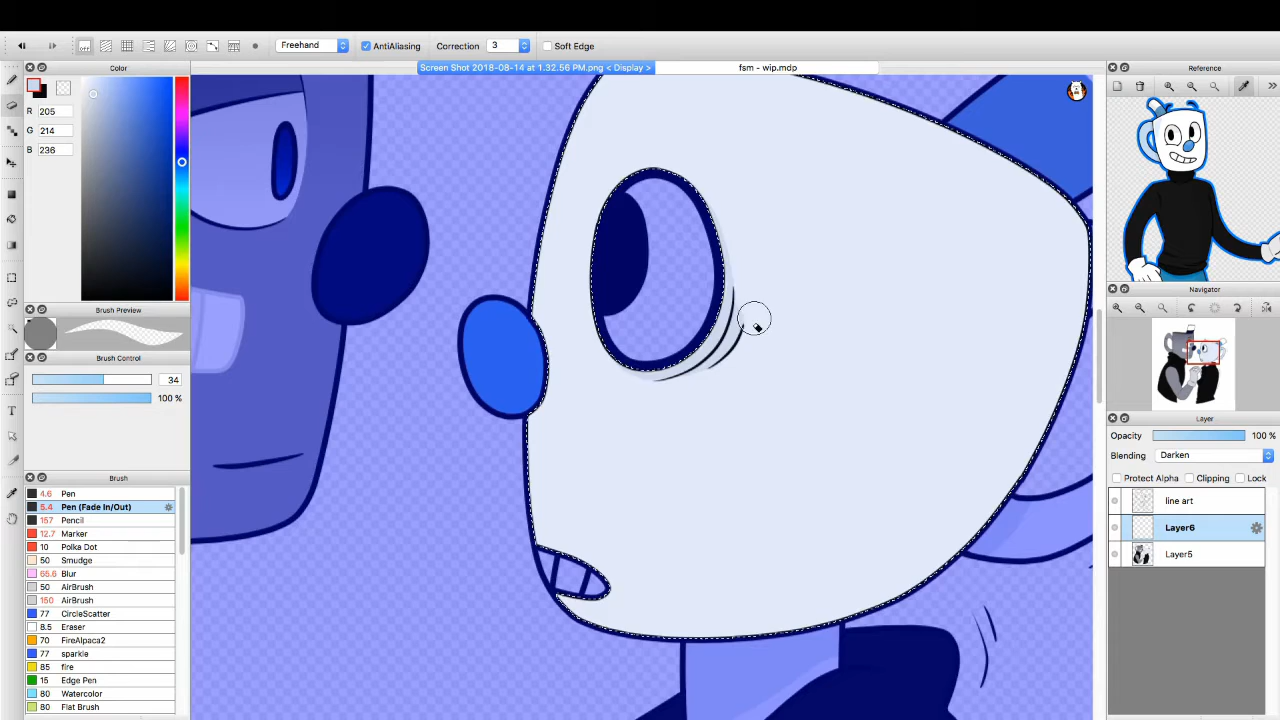 Freehand AntiAliasing Correction 3 Soft Edge
Color Screen Shot 2018-08-14 at 1.32.56 PM.png < Display > fsm - wip.mdp Reference
R 205
G 214
B 236
Brush Preview
Brush Control
34
100 %
Brush
4.6 Pen
5.4 Pen (Fade In/Out)
157 Pencil
12.7 Marker
10 Polka Dot
50 Smudge
65.6 Blur
50 AirBrush
150 AirBrush
77 CircleScatter
8.5 Eraser
70 FireAlpaca2
77 sparkle
85 fire
15 Edge Pen
80 Watercolor
80 Flat Brush
T
Navigator
Layer
Opacity 100 %
Blending Darken
Protect Alpha Clipping Lock
line art
Layer6
Layer5